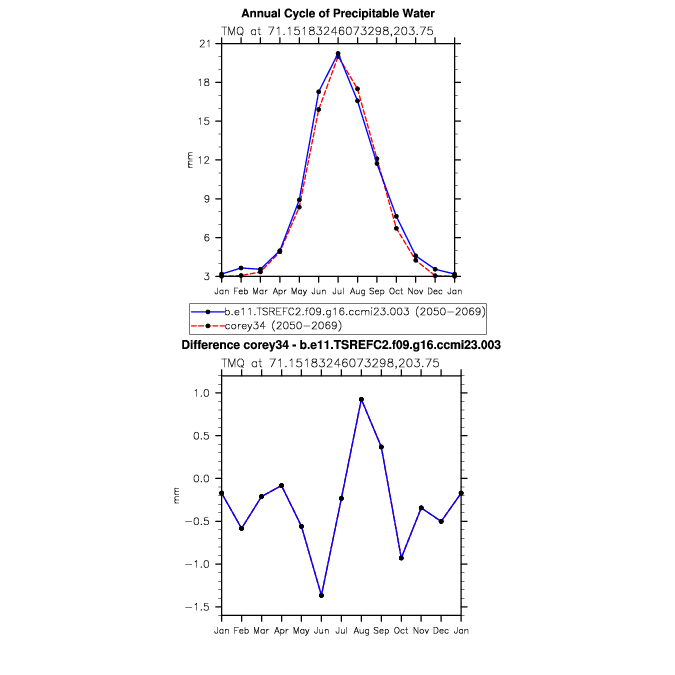 Annual Cycle of Precipitable Water
TMQ at 71.15183246073298,203.75
21
18
15
12
9
6
3
mm
Jan Feb Mar Apr May Jun Jul Aug Sep Oct Nov Dec Jan
b.e11.TSREFC2.f09.g16.ccmi23.003 (2050-2069)
corey34 (2050-2069)
Difference corey34 - b.e11.TSREFC2.f09.g16.ccmi23.003
TMQ at 71.15183246073298,203.75
1.0
0.5
0.0
-0.5
-1.0
-1.5
mm
Jan Feb Mar Apr May Jun Jul Aug Sep Oct Nov Dec Jan